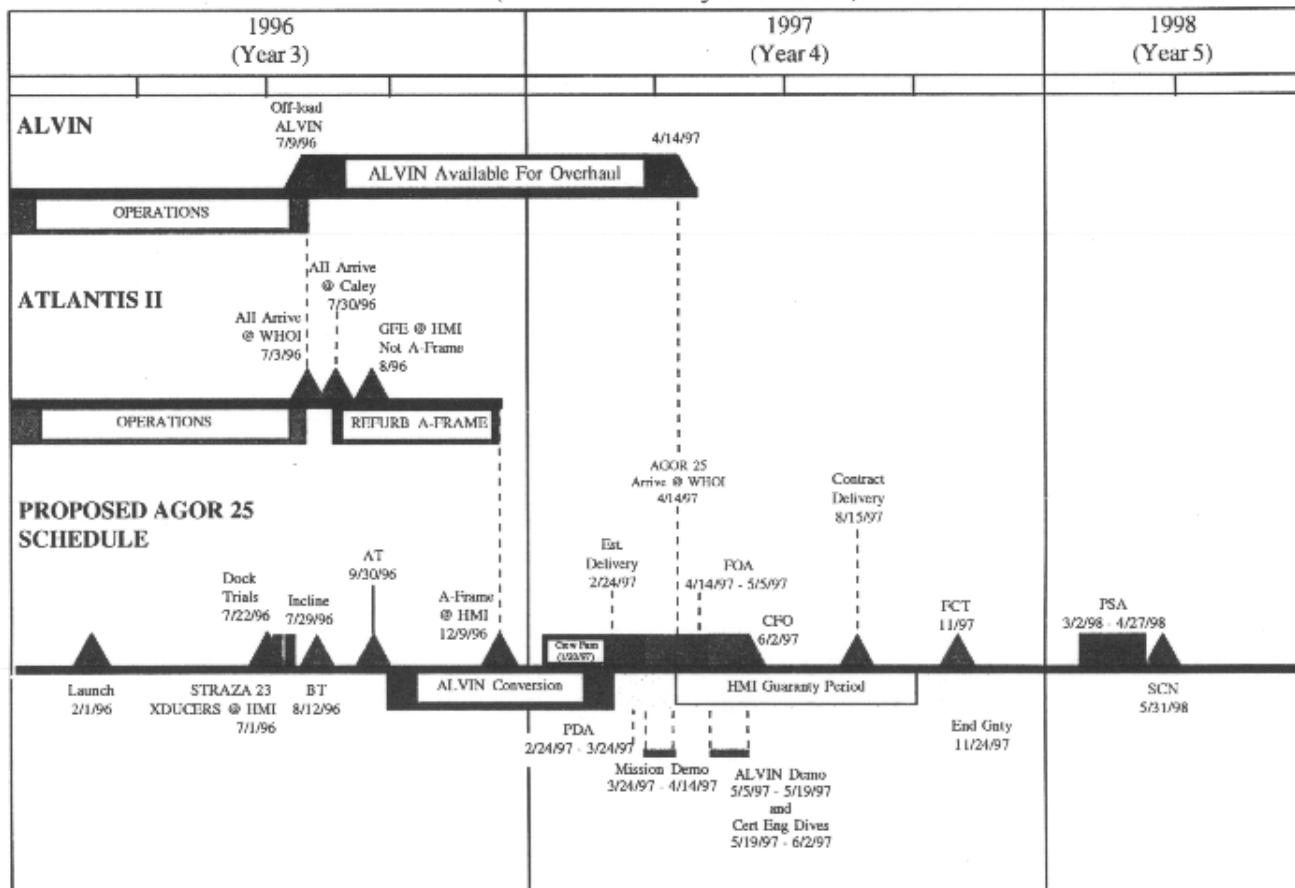 1996
(Year 3)
1997
(Year 4)
1998
(Year 5)
ALVIN
Off-load
ALVIN
7/9/96
4/14/97
ALVIN Available For Overhaul
OPERATIONS
ATLANTIS II
AII Arrive
@ WHOI
7/3/96
AII Arrive
@ Caley
7/30/96
GFE @ HMI
Not A-Frame
8/96
OPERATIONS
REFURB A-FRAME
PROPOSED AGOR 25
SCHEDULE
AGOR 25
Arrive @ WHOI
4/14/97
Contract
Delivery
8/15/97
Dock
Trials
7/22/96
Incline
7/29/96
AT
9/30/96
A-Frame
@ HMI
12/9/96
Est.
Delivery
2/24/97
FOA
4/14/97 - 5/5/97
CFO
6/2/97
FCT
11/97
PSA
3/2/98 - 4/27/98
Crew Fam
(1/20/97)
Launch
2/1/96
STRAZA 23
XDUCERS @ HMI
7/1/96
BT
8/12/96
ALVIN Conversion
HMI Guaranty Period
SCN
5/31/98
PDA
2/24/97 - 3/24/97
End Gnty
11/24/97
Mission Demo
3/24/97 - 4/14/97
ALVIN Demo
5/5/97 - 5/19/97
and
Cert Eng Dives
5/19/97 - 6/2/97